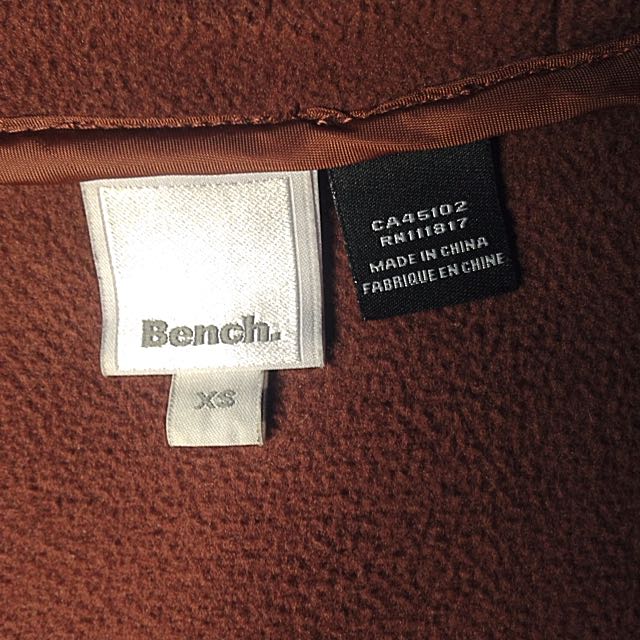 Bench.
XS
CA45102
RN111817
MADE IN CHINA
FABRIQUE EN CHINE